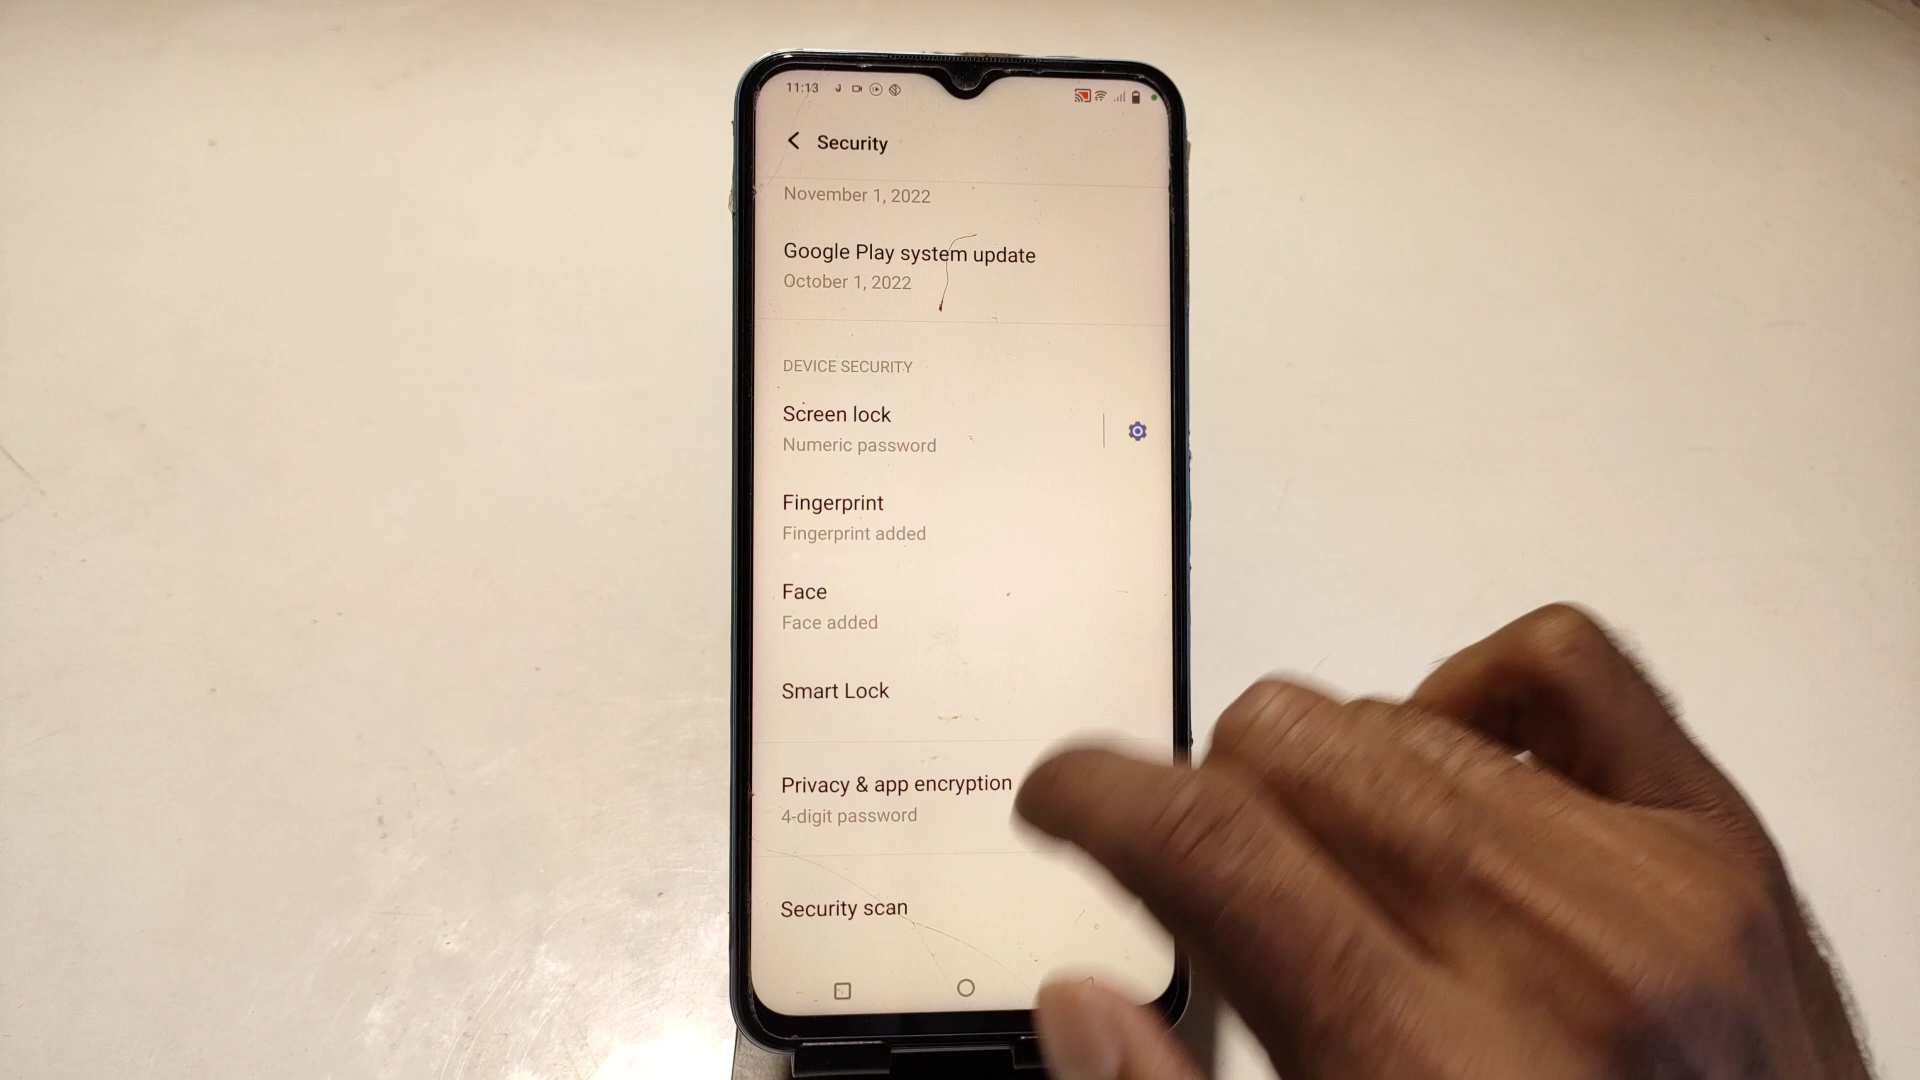 11:13
Security
November 1, 2022
Google Play system update
October 1, 2022
DEVICE SECURITY
Screen lock
Numeric password
Fingerprint
Fingerprint added
Face
Face added
Smart Lock
Privacy & app encryption
4-digit password
Security scan